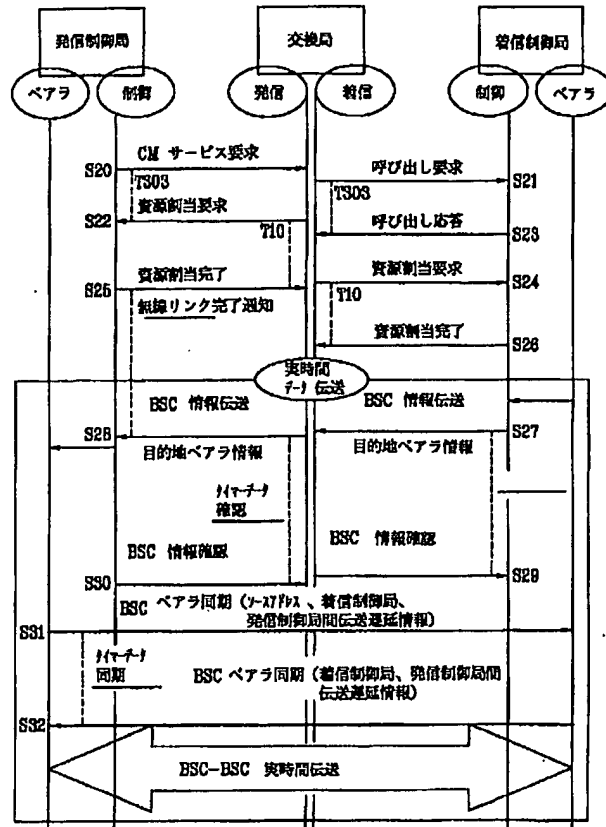 発信制御局
交換局
着信制御局
ベアラ
制御
発信
着信
制御
ベアラ
CM サービス要求
S20
呼び出し要求
S21
T303
T303
資源割当要求
S22
呼び出し応答
S23
T10
資源割当完了
S25
資源割当要求
S24
無線リンク完了通知
T10
資源割当完了
S26
実時間
データ 伝送
BSC 情報伝送
BSC 情報伝送
S28
S27
目的地ベアラ情報
目的地ベアラ情報
タイマーデータ
確認
BSC 情報確認
BSC 情報確認
S30
S29
BSC ベアラ同期 (ソースアドレス 、着信制御局、
発信制御局間伝送遅延情報)
S31
タイマーデータ
同期
BSC ベアラ同期 (着信制御局、発信制御局間
伝送遅延情報)
S32
BSC-BSC 実時間伝送